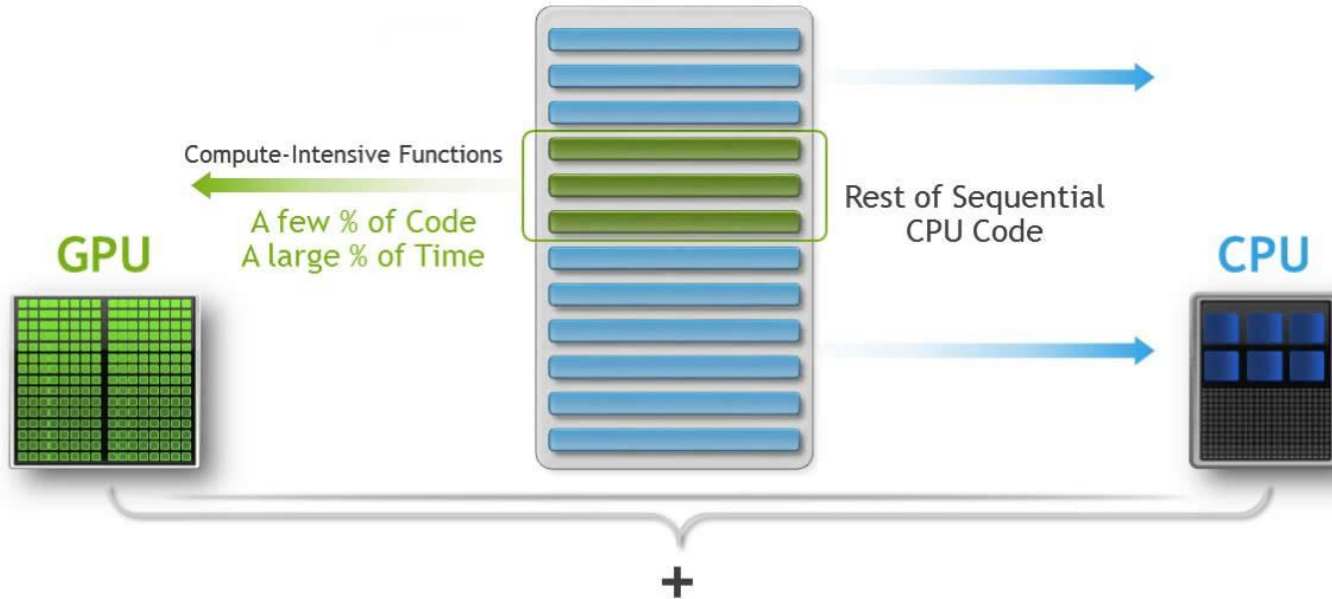 Compute-Intensive Functions
A few % of Code
A large % of Time
GPU
Rest of Sequential
CPU Code
CPU
+